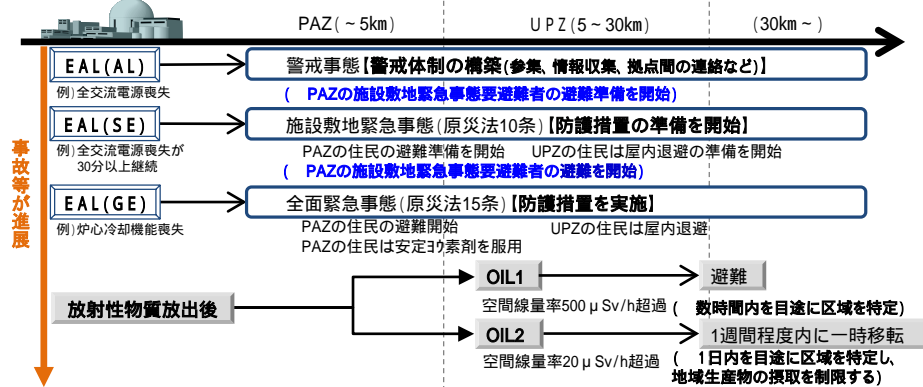 PAZ(~5km)
UPZ(5~30km)
(30km~)
EAL(AL)
警戒事態【警戒体制の構築(参集、情報収集、拠点間の連絡など)】
例)全交流電源喪失
( PAZの施設敷地緊急事態要避難者の避難準備を開始)
EAL(SE)
施設敷地緊急事態(原災法10条)【防護措置の準備を開始】
例)全交流電源喪失が
30分以上継続
PAZの住民の避難準備を開始
UPZの住民は屋内退避の準備を開始
( PAZの施設敷地緊急事態要避難者の避難を開始)
事故等が進展
EAL(GE)
全面緊急事態(原災法15条)【防護措置を実施】
例)炉心冷却機能喪失
PAZの住民の避難開始
UPZの住民は屋内退避
PAZの住民は安定ヨウ素剤を服用
放射性物質放出後
OIL1
避難
空間線量率500μSv/h超過
( 数時間内を目途に区域を特定)
OIL2
1週間程度内に一時移転
空間線量率20μSv/h超過
( 1日内を目途に区域を特定し、
地域生産物の摂取を制限する)